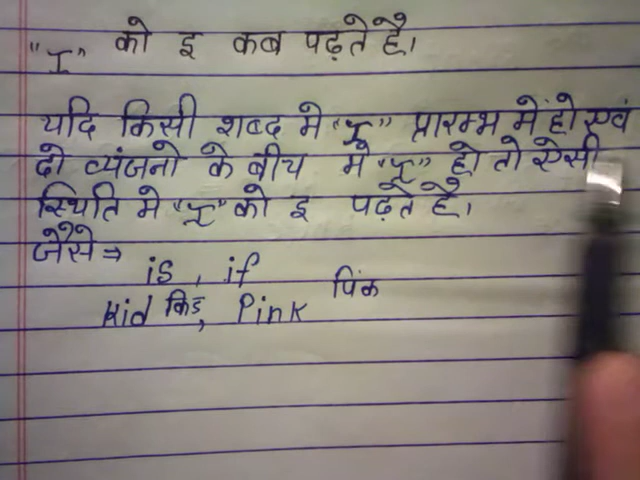 "I" को इ कब पढ़ते है।
यदि किसी शब्द मे "I" प्रारम्भ में हो एवं
दो व्यंजनो के बीच मे "I" हो तो ऐसी
स्थिति मे "I" को इ पढ़ते है।
जैसे ⇒
is, if
kid किड, Pink पिंक